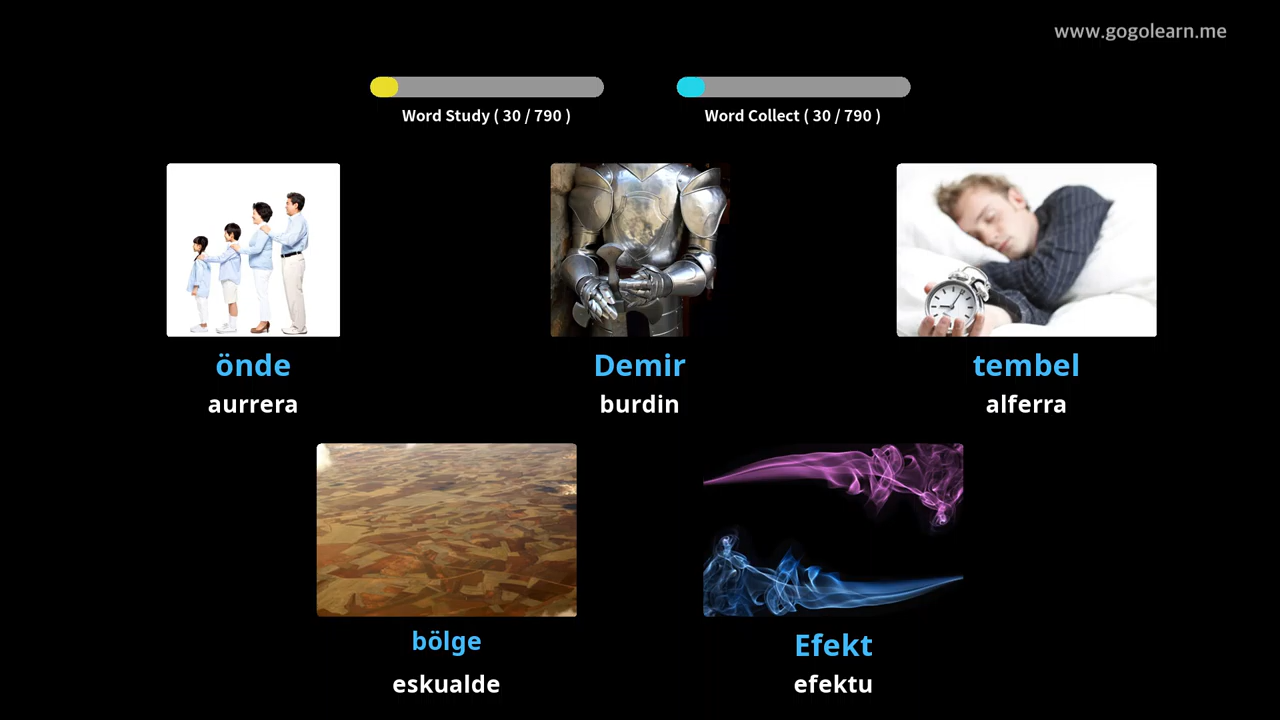 www.gogolearn.me
Word Study ( 30 / 790 )
Word Collect ( 30 / 790 )
önde
aurrera
Demir
burdin
tembel
alferra
bölge
eskualde
Efekt
efektu